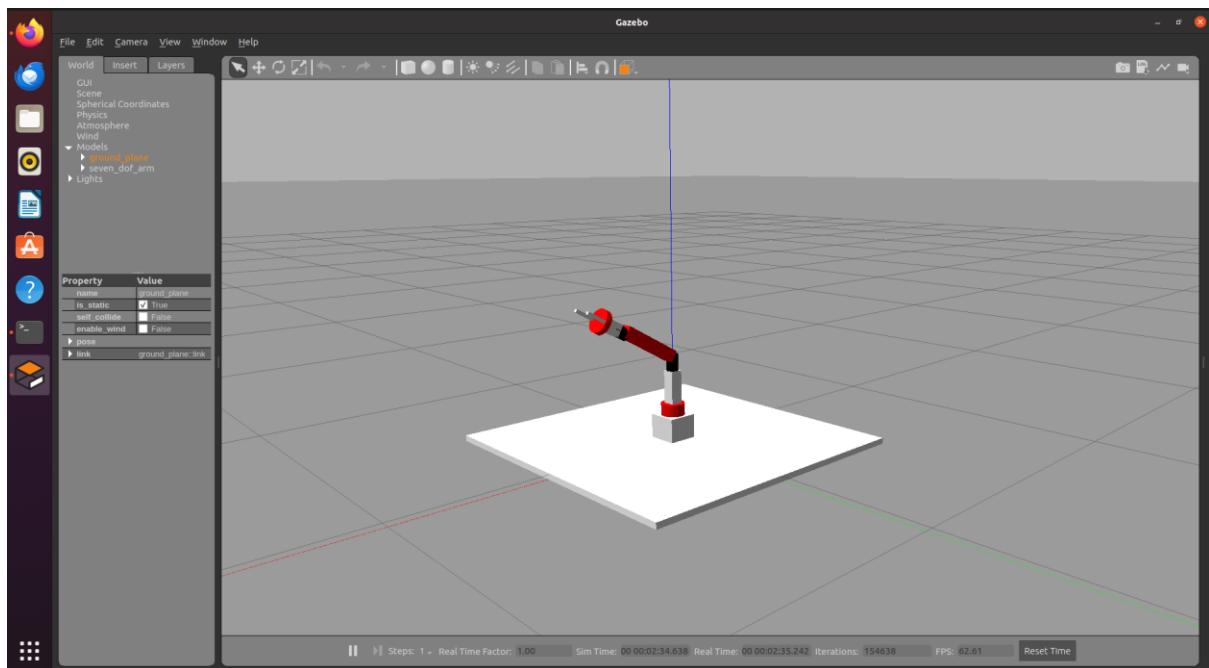 Gazebo
File Edit Camera View Window Help
World Insert Layers
GUI
Scene
Spherical Coordinates
Physics
Atmosphere
Wind
Models
ground_plane
seven_dof_arm
Lights
Property Value
name ground_plane
is_static True
self_collide False
enable_wind False
pose
link ground_plane::link
Steps: 1 Real Time Factor: 1.00 Sim Time: 00 00:02:34.638 Real Time: 00 00:02:35.242 Iterations: 154638 FPS: 62.61 Reset Time